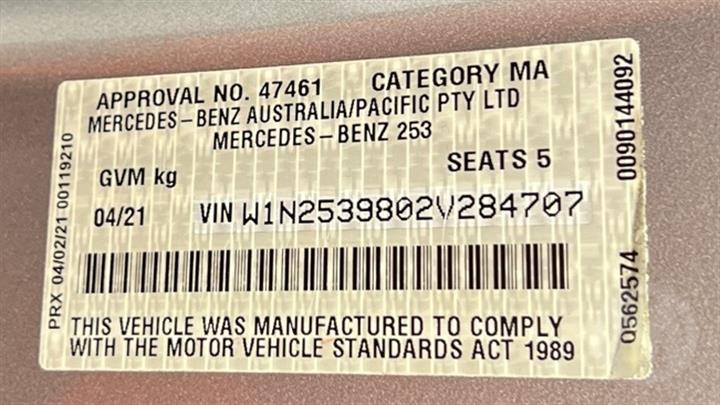 APPROVAL NO. 47461 CATEGORY MA
MERCEDES-BENZ AUSTRALIA/PACIFIC PTY LTD
MERCEDES-BENZ 253
GVM kg SEATS 5
04/21 VIN W1N2539802V284707
THIS VEHICLE WAS MANUFACTURED TO COMPLY
WITH THE MOTOR VEHICLE STANDARDS ACT 1989
PRX 04/02/21 00119210
0090144092
Q562574